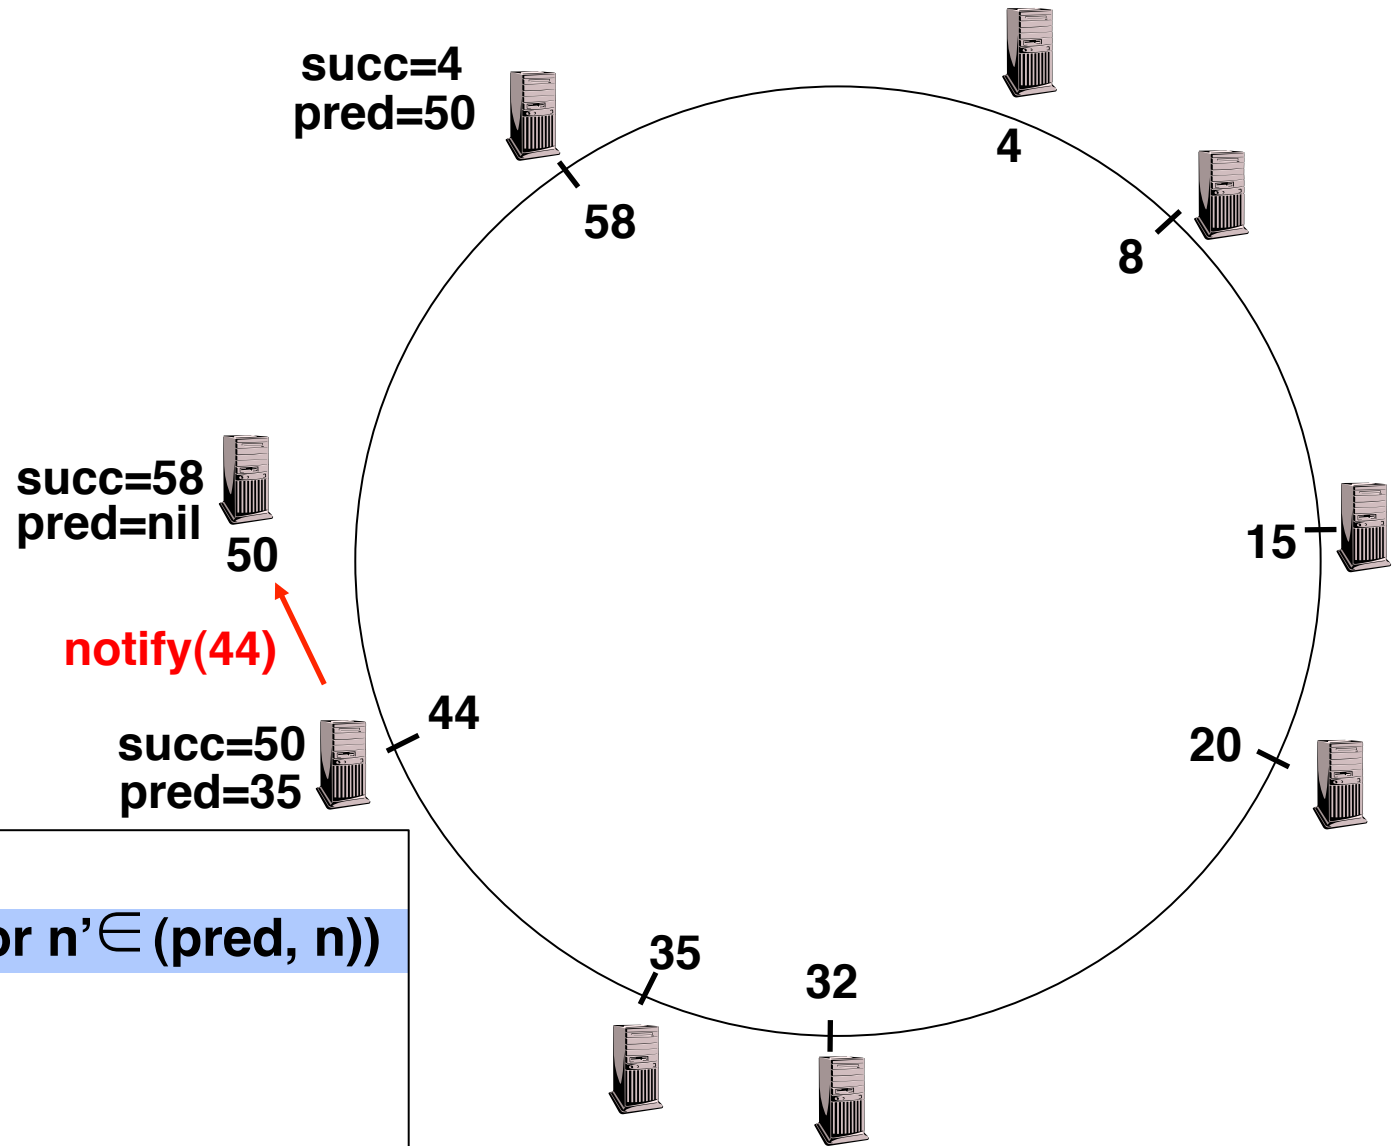 succ=4
pred=50
4
58
8
succ=58
pred=nil
50
15
notify(44)
44
succ=50
pred=35
20
or n’∈ (pred, n))
35
32